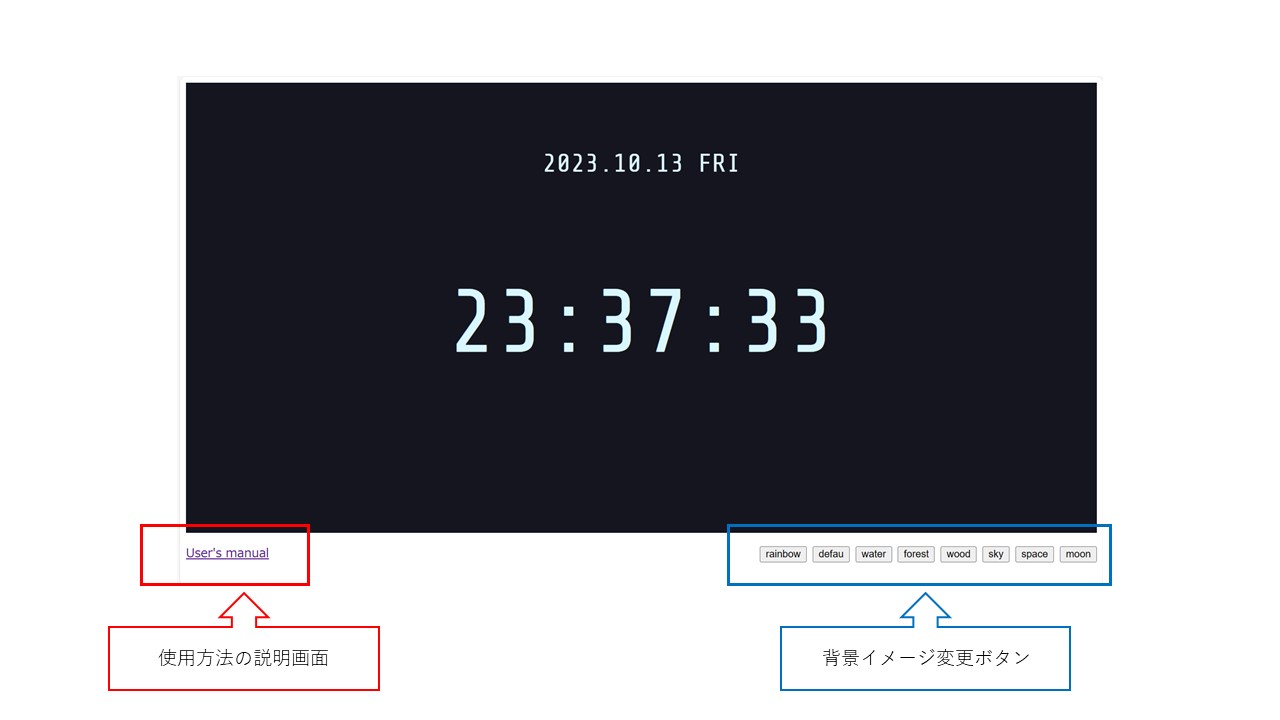 2023.10.13 FRI
23:37:33
User's manual
rainbow defau water forest wood sky space moon
使用方法の説明画面
背景イメージ変更ボタン